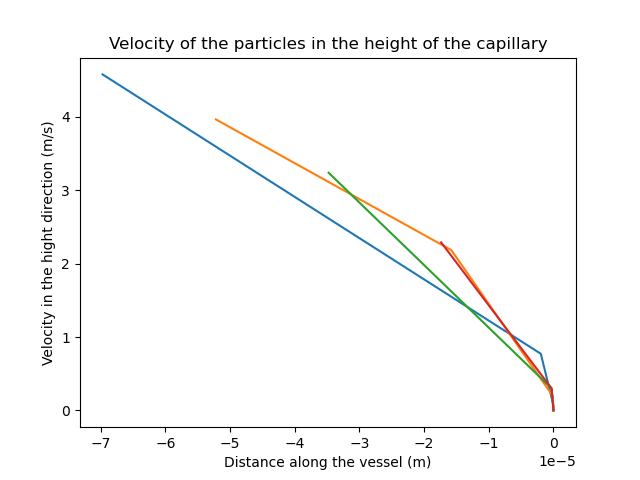 Velocity of the particles in the height of the capillary
Velocity in the hight direction (m/s)
4
3
2
1
0
−7 −6 −5 −4 −3 −2 −1 0
1e−5
Distance along the vessel (m)